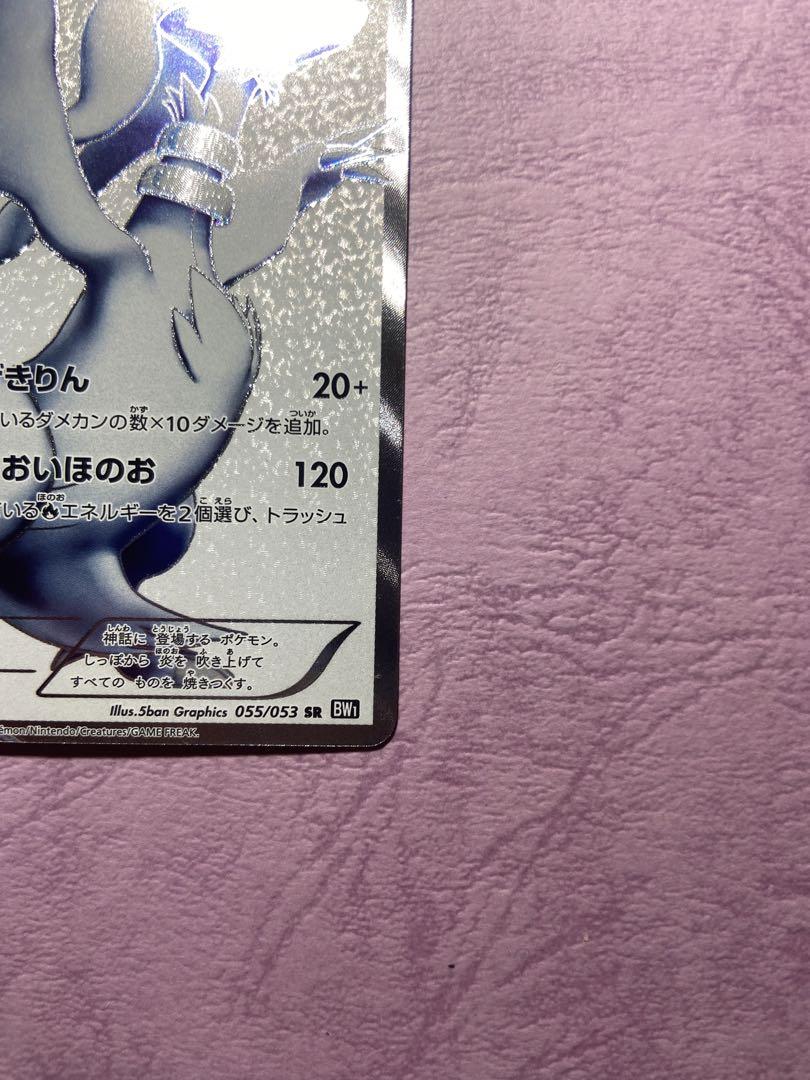 げきりん 20+
いるダメカンの数×10ダメージを追加。
おいほのお 120
いるエネルギーを2個選び、トラッシュ
神話に 登場する ポケモン。
しっぽから 炎を 吹き上げて
すべての ものを 焼きつくす。
Illus.5ban Graphics 055/053 SR BW1
émon/Nintendo/Creatures/GAME FREAK.